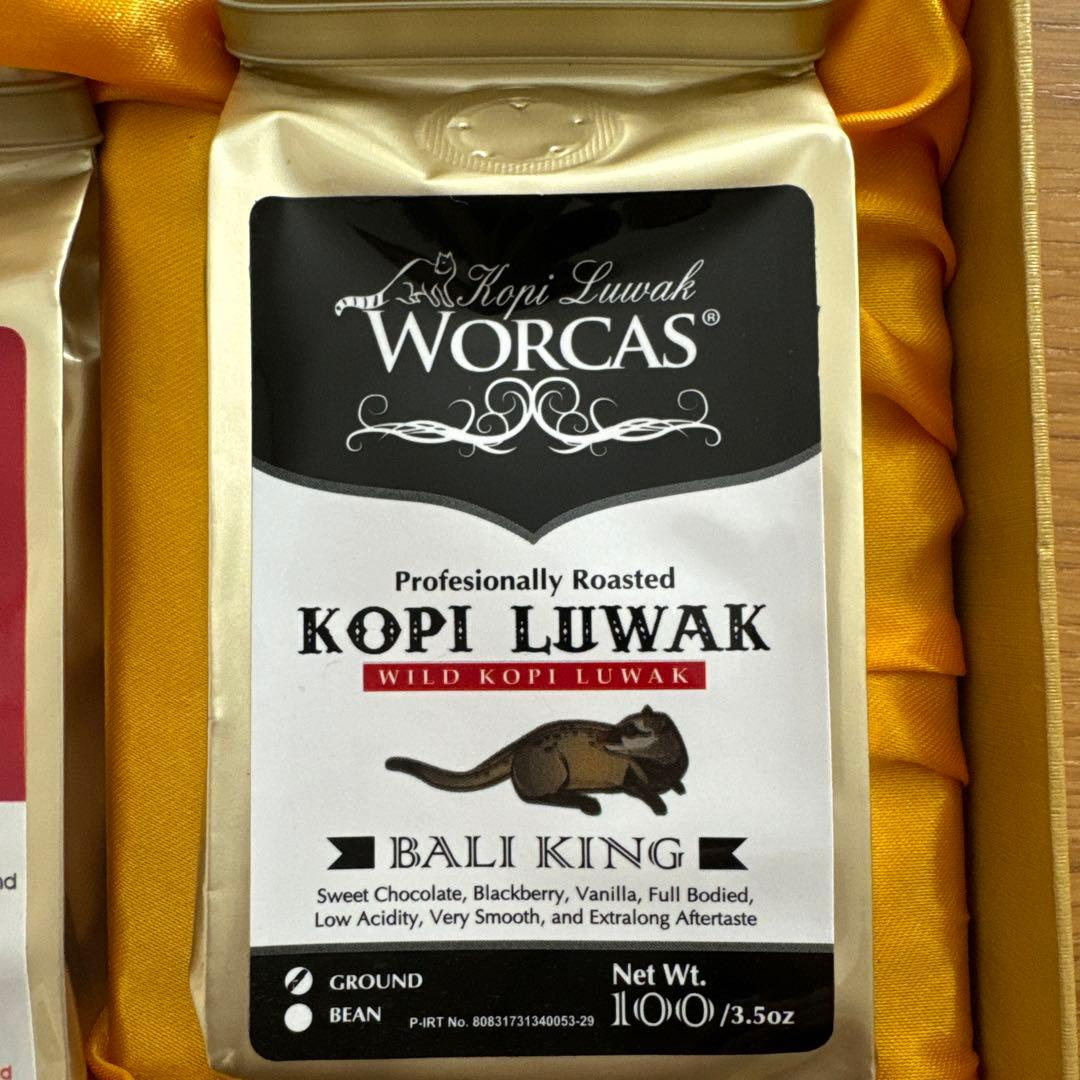 Kopi Luwak
WORCAS®
Profesionally Roasted
KOPI LUWAK
WILD KOPI LUWAK
BALI KING
Sweet Chocolate, Blackberry, Vanilla, Full Bodied,
Low Acidity, Very Smooth, and Extralong Aftertaste
GROUND
BEAN
P-IRT No. 80831731340053-29
Net Wt.
100/3.5oz